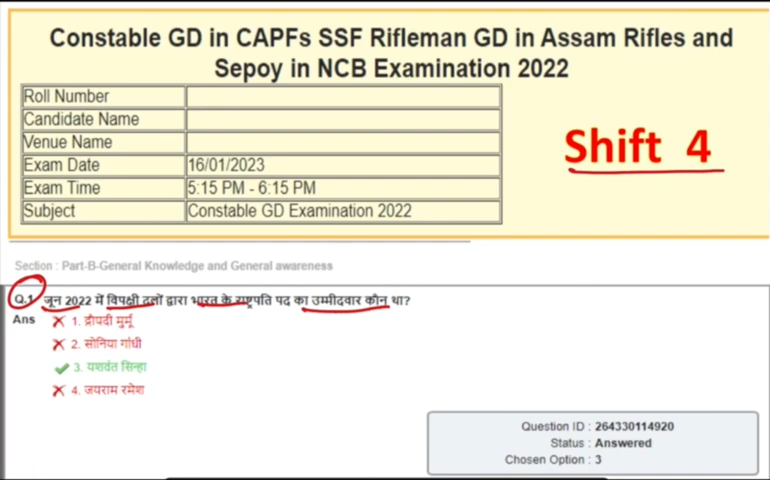 Constable GD in CAPFs SSF Rifleman GD in Assam Rifles and
Sepoy in NCB Examination 2022
Roll Number
Candidate Name
Venue Name
Exam Date 16/01/2023
Exam Time 5:15 PM - 6:15 PM
Subject Constable GD Examination 2022
Shift 4
Section : Part-B-General Knowledge and General awareness
Q.1 जून 2022 में विपक्षी दलों द्वारा भारत के राष्ट्रपति पद का उम्मीदवार कौन था?
Ans 1. द्रौपदी मुर्मू
2. सोनिया गांधी
3. यशवंत सिन्हा
4. जयराम रमेश
Question ID : 264330114920
Status : Answered
Chosen Option : 3